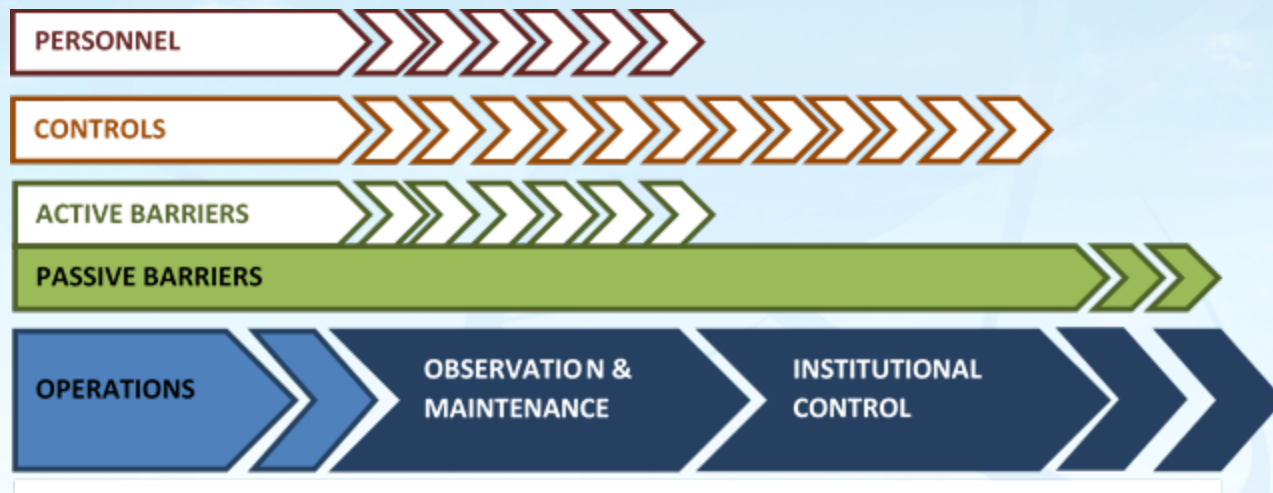 PERSONNEL
CONTROLS
ACTIVE BARRIERS
PASSIVE BARRIERS
OPERATIONS
OBSERVATION &
MAINTENANCE
INSTITUTIONAL
CONTROL